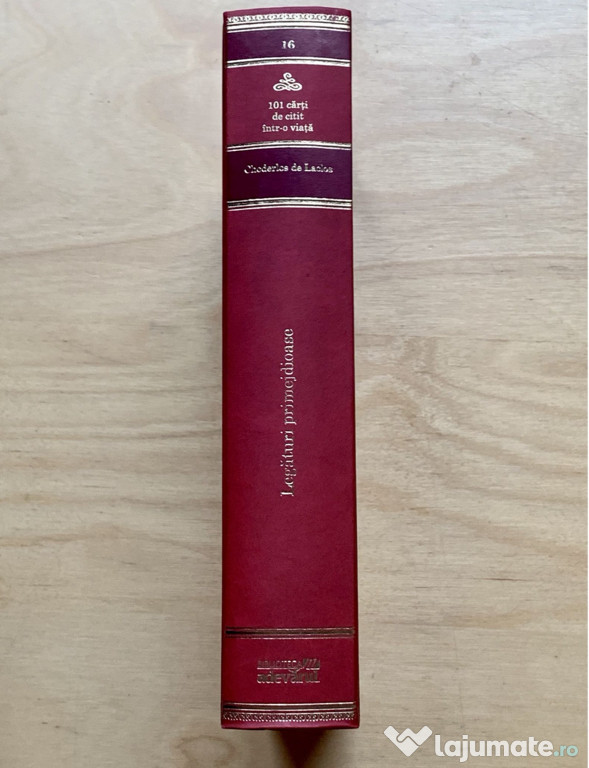 16
101 cărți
de citit
într-o viață
Choderlos de Laclos
Legături primejdioase
adevărul
lajumate.ro